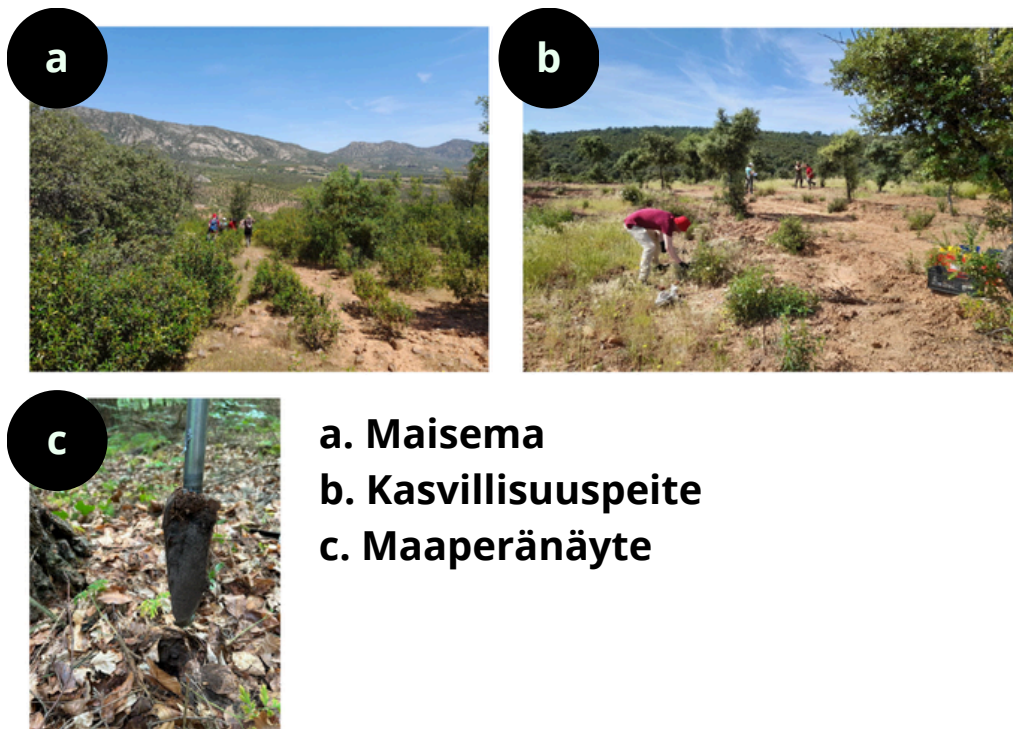 a
b
c
a. Maisema
b. Kasvillisuuspeite
c. Maaperänäyte